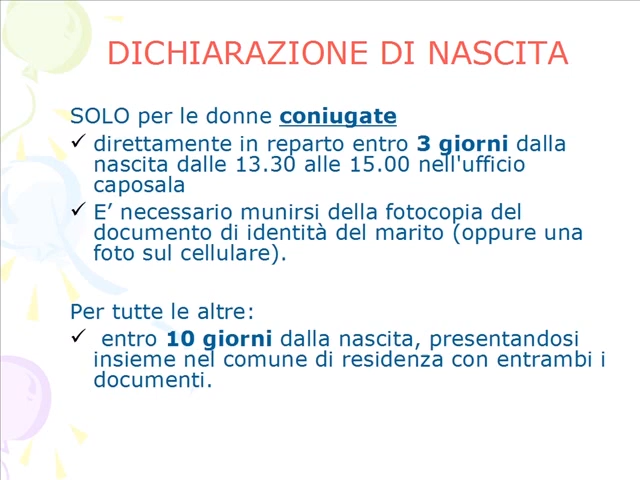 DICHIARAZIONE DI NASCITA
SOLO per le donne coniugate
✓ direttamente in reparto entro 3 giorni dalla
nascita dalle 13.30 alle 15.00 nell'ufficio
caposala
✓ E’ necessario munirsi della fotocopia del
documento di identità del marito (oppure una
foto sul cellulare).
Per tutte le altre:
✓ entro 10 giorni dalla nascita, presentandosi
insieme nel comune di residenza con entrambi i
documenti.